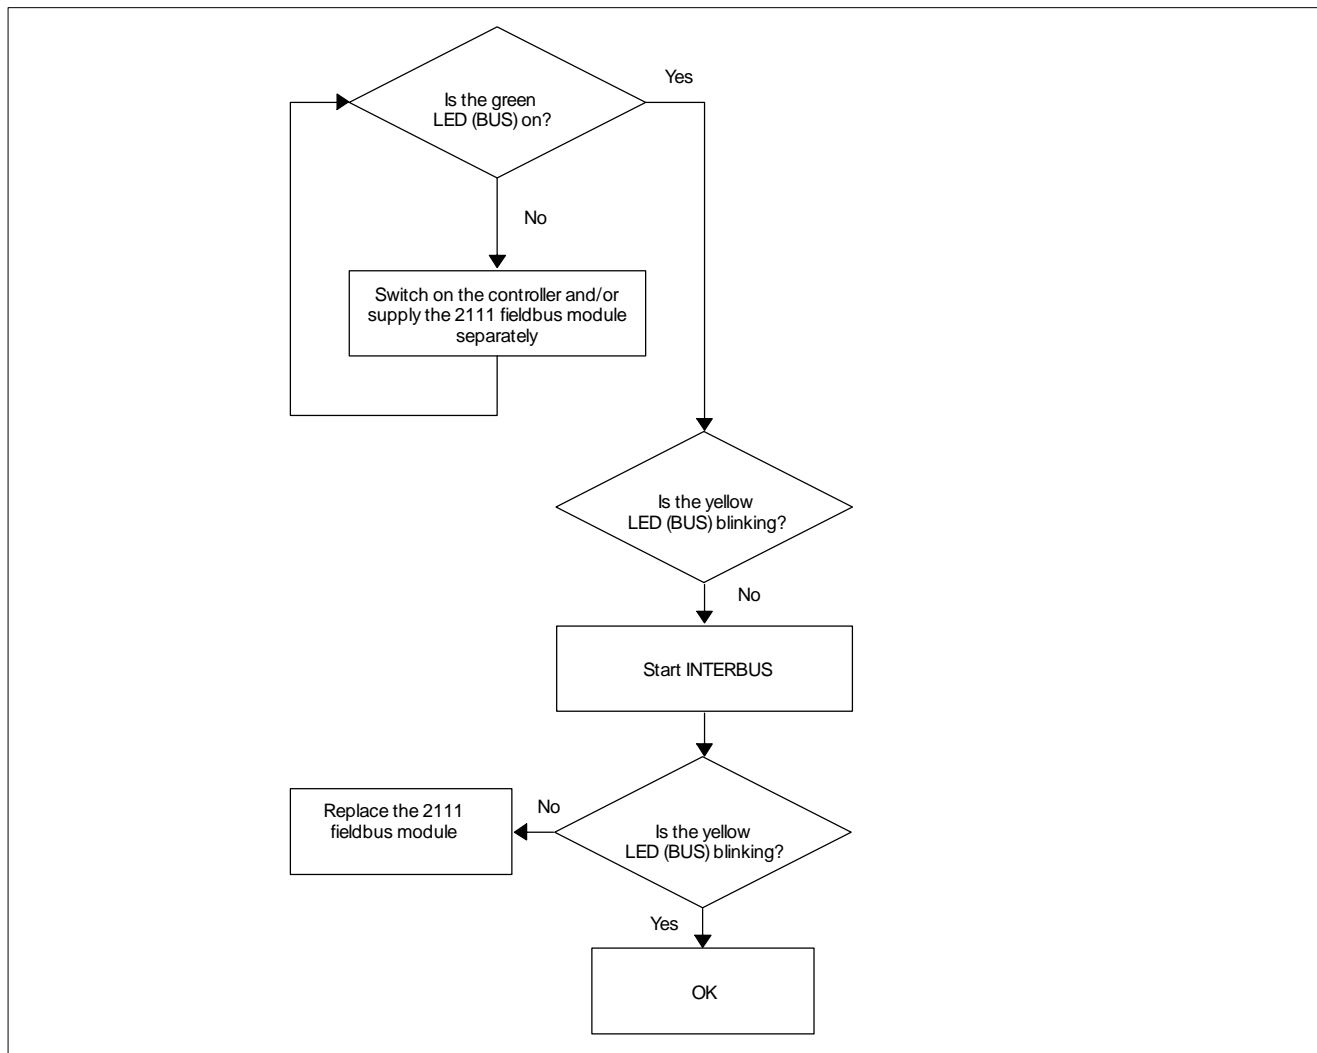 Yes
Is the green
LED (BUS) on?
No
Switch on the controller and/or
supply the 2111 fieldbus module
separately
Is the yellow
LED (BUS) blinking?
No
Start INTERBUS
Replace the 2111
fieldbus module
No
Is the yellow
LED (BUS) blinking?
Yes
OK